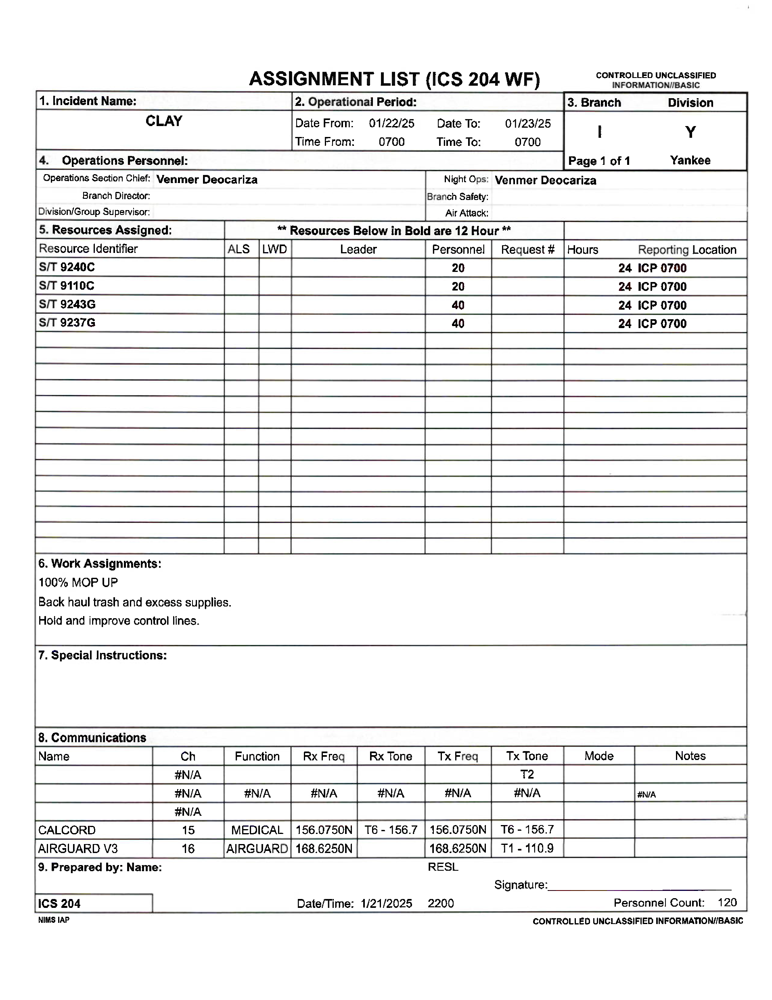 ASSIGNMENT LIST (ICS 204 WF)
CONTROLLED UNCLASSIFIED
INFORMATION//BASIC
1. Incident Name:
CLAY
2. Operational Period:
Date From: 01/22/25 Date To: 01/23/25
Time From: 0700 Time To: 0700
3. Branch Division
I Y
Page 1 of 1 Yankee
4. Operations Personnel:
Operations Section Chief: Venmer Deocariza Night Ops: Venmer Deocariza
Branch Director: Branch Safety:
Division/Group Supervisor: Air Attack:
5. Resources Assigned: ** Resources Below in Bold are 12 Hour **
Resource Identifier ALS LWD Leader Personnel Request # Hours Reporting Location
S/T 9240C 20 24 ICP 0700
S/T 9110C 20 24 ICP 0700
S/T 9243G 40 24 ICP 0700
S/T 9237G 40 24 ICP 0700
6. Work Assignments:
100% MOP UP
Back haul trash and excess supplies.
Hold and improve control lines.
7. Special Instructions:
8. Communications
Name Ch Function Rx Freq Rx Tone Tx Freq Tx Tone Mode Notes
#N/A T2
#N/A #N/A #N/A #N/A #N/A #N/A #N/A
#N/A
CALCORD 15 MEDICAL 156.0750N T6 - 156.7 156.0750N T6 - 156.7
AIRGUARD V3 16 AIRGUARD 168.6250N 168.6250N T1 - 110.9
9. Prepared by: Name: RESL
Signature:
ICS 204 Date/Time: 1/21/2025 2200 Personnel Count: 120
NIMS IAP CONTROLLED UNCLASSIFIED INFORMATION//BASIC